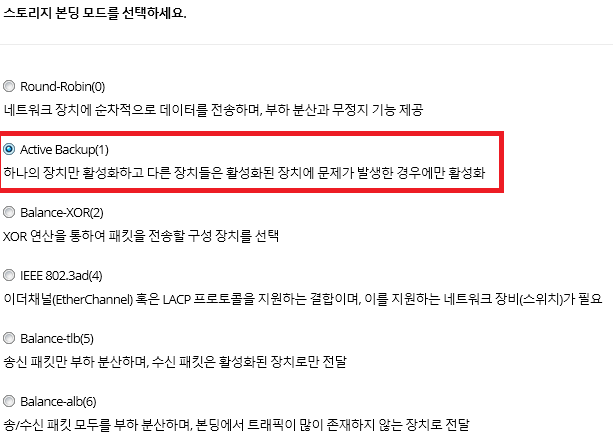 스토리지 본딩 모드를 선택하세요.
Round-Robin(0)
네트워크 장치에 순차적으로 데이터를 전송하며, 부하 분산과 무정지 기능 제공
Active Backup(1)
하나의 장치만 활성화하고 다른 장치들은 활성화된 장치에 문제가 발생한 경우에만 활성화
Balance-XOR(2)
XOR 연산을 통하여 패킷을 전송할 구성 장치를 선택
IEEE 802.3ad(4)
이더채널(EtherChannel) 혹은 LACP 프로토콜을 지원하는 결합이며, 이를 지원하는 네트워크 장비(스위치)가 필요
Balance-tlb(5)
송신 패킷만 부하 분산하며, 수신 패킷은 활성화된 장치로만 전달
Balance-alb(6)
송/수신 패킷 모두를 부하 분산하며, 본딩에서 트래픽이 많이 존재하지 않는 장치로 전달